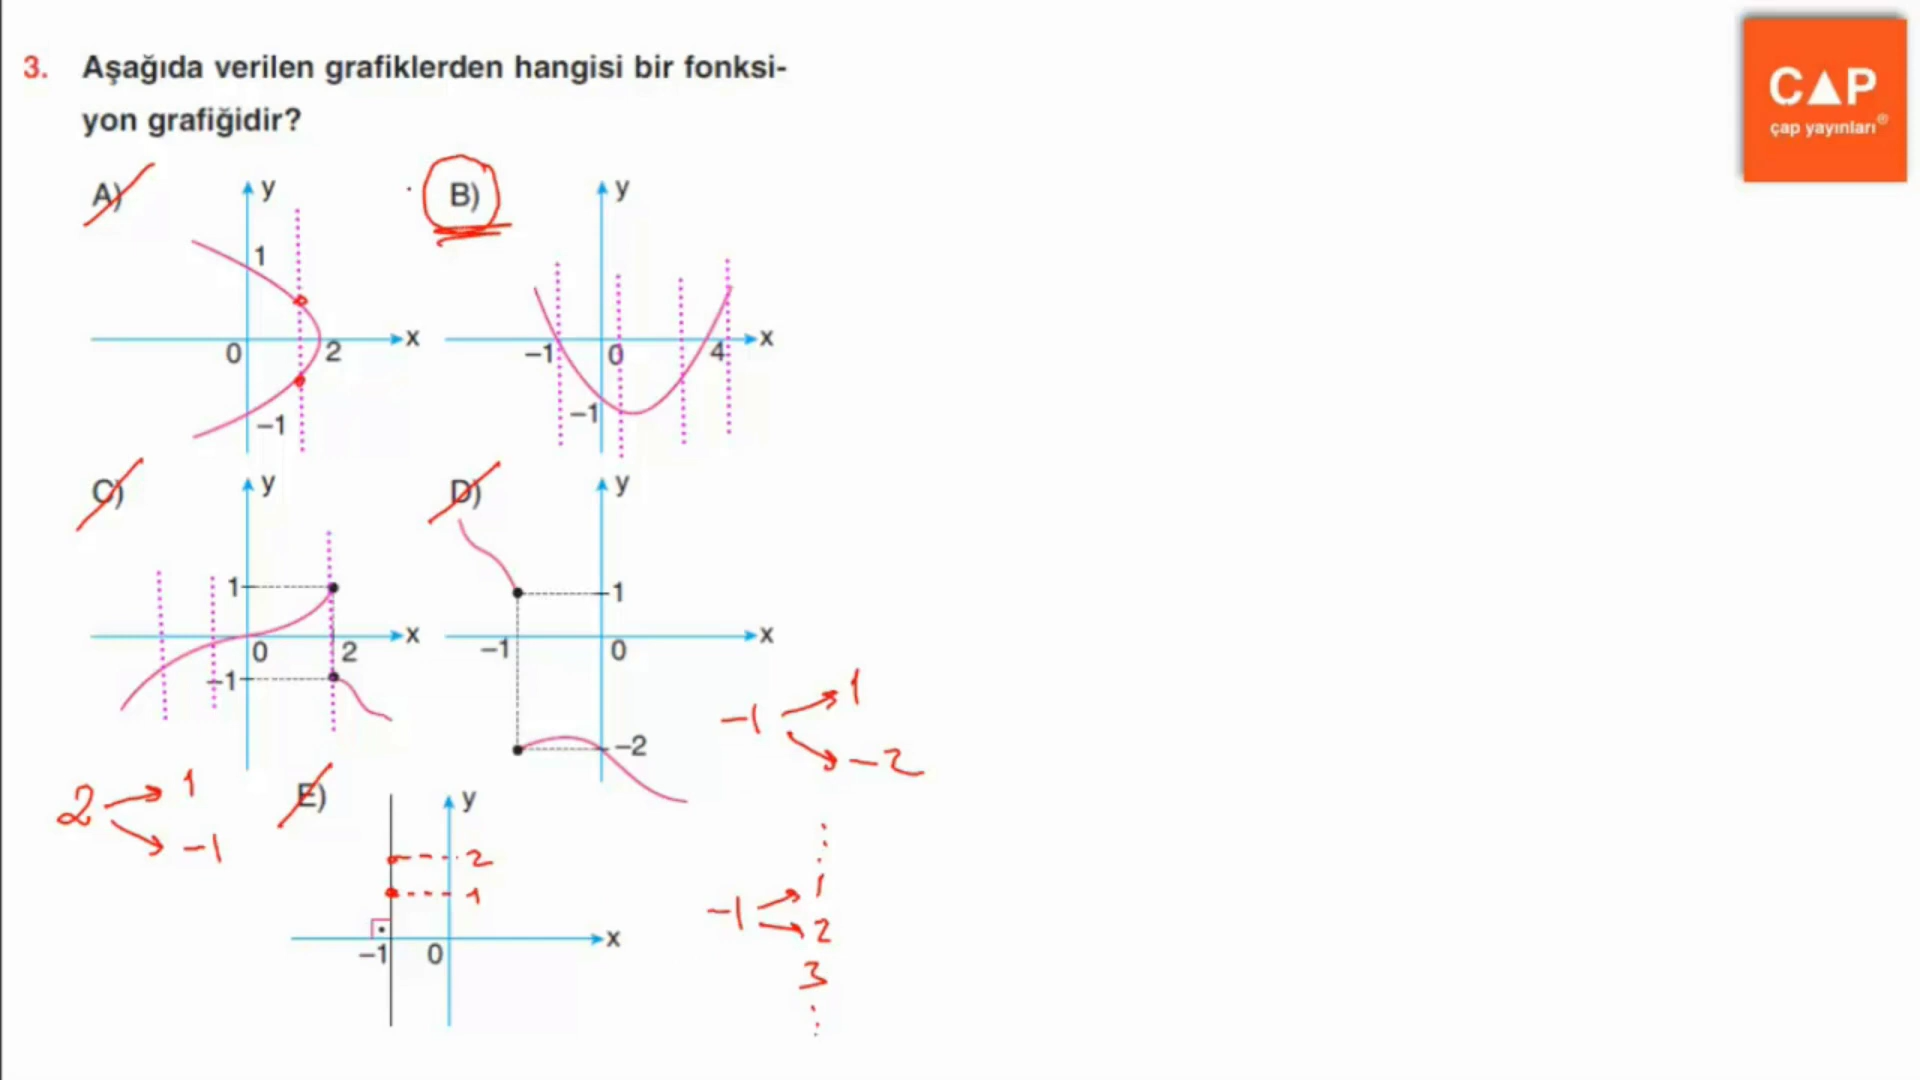 3. Aşağıda verilen grafiklerden hangisi bir fonksi-
yon grafiğidir?
CAP
çap yayınları®
A)
y
1
x
0
2
–1
B)
y
x
–1
0
4
–1
C)
y
1
x
0
2
–1
D)
y
1
x
–1
0
–2
-1
1
-2
2
1
-1
E)
y
2
1
x
–1
0
-1
1
2
3